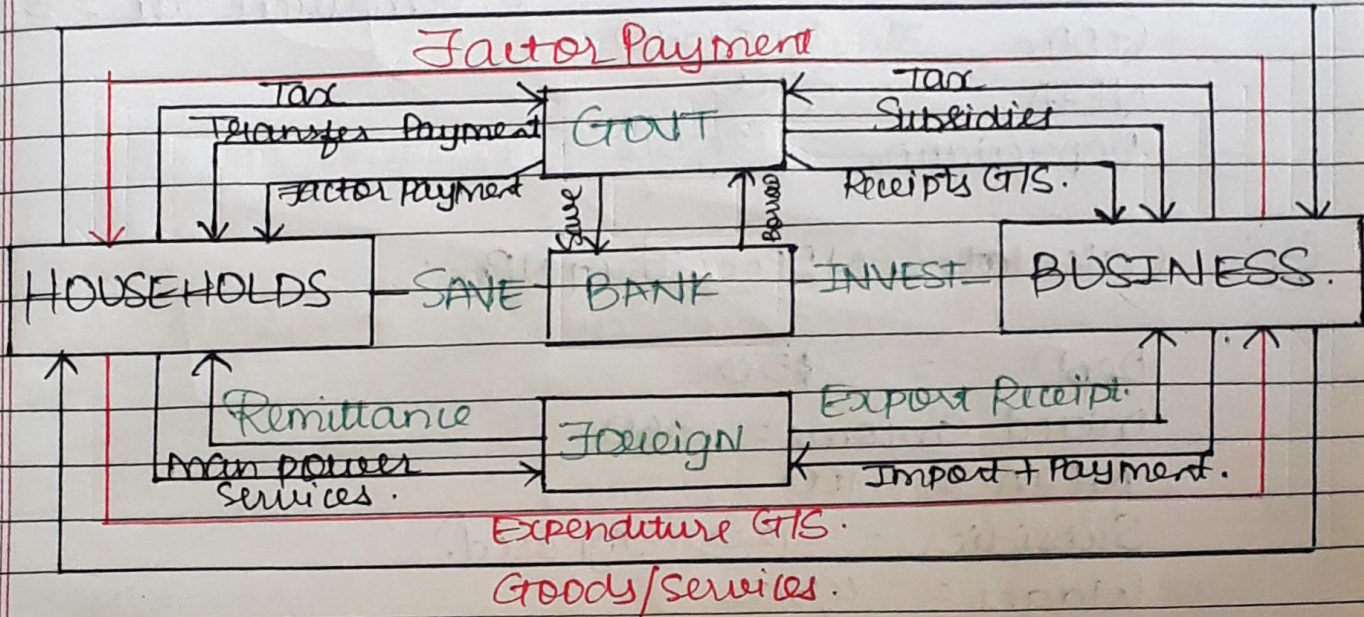 Factor Payment
Tax
Tax
Transfer Payment
GOVT
Subsidies
Factor Payment
Save
Borrow
Receipts G/S.
HOUSEHOLDS
SAVE
BANK
INVEST
BUSINESS.
Remittance
Foreign
Export Receipt.
Man power
Services.
Import + Payment.
Expenditure G/S.
Goods/Services.